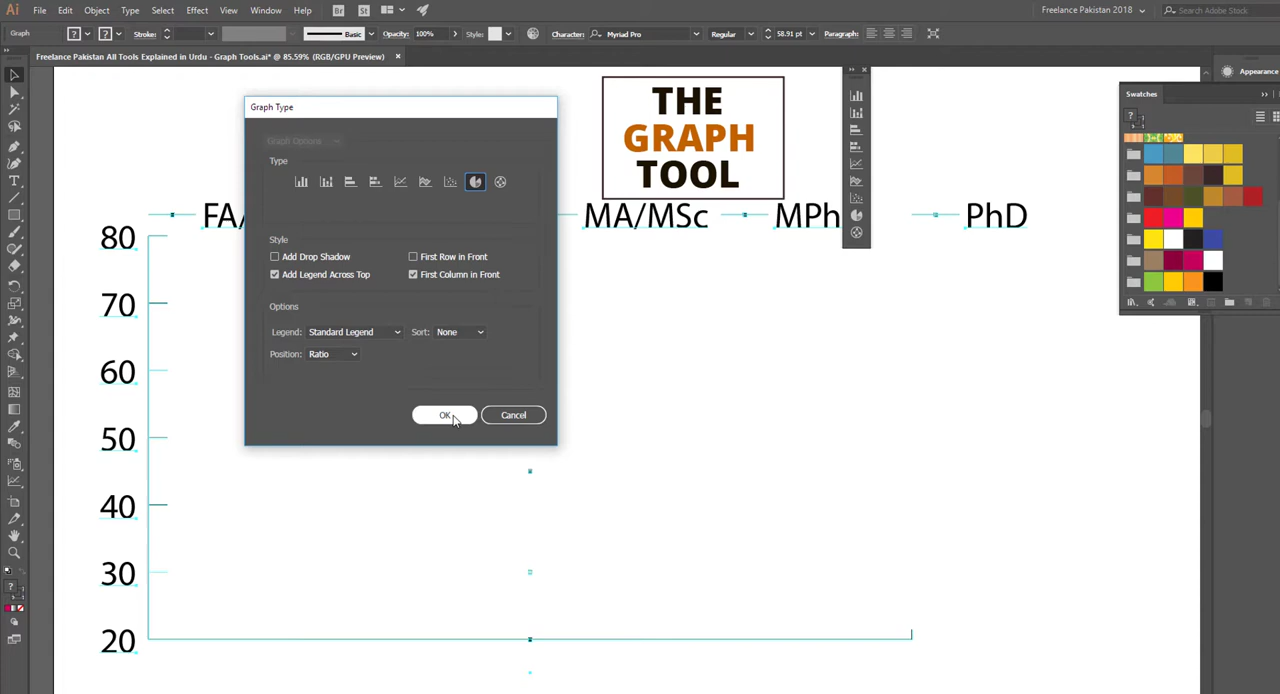 Ai File Edit Object Type Select Effect View Window Help Br St Freelance Pakistan 2018 Search Adobe Stock
Graph ? ? Stroke: Basic Opacity: 100% Style: Character: Myriad Pro Regular 58.91 pt Paragraph:
Freelance Pakistan All Tools Explained in Urdu - Graph Tools.ai* @ 85.59% (RGB/GPU Preview) ×
Appearance
Swatches
THE
GRAPH
TOOL
Graph Type
Graph Options
Type
Style
Add Drop Shadow First Row in Front
Add Legend Across Top First Column in Front
Options
Legend: Standard Legend Sort: None
Position: Ratio
OK Cancel
FA/ MA/MSc MPh PhD
80
70
60
50
40
30
20